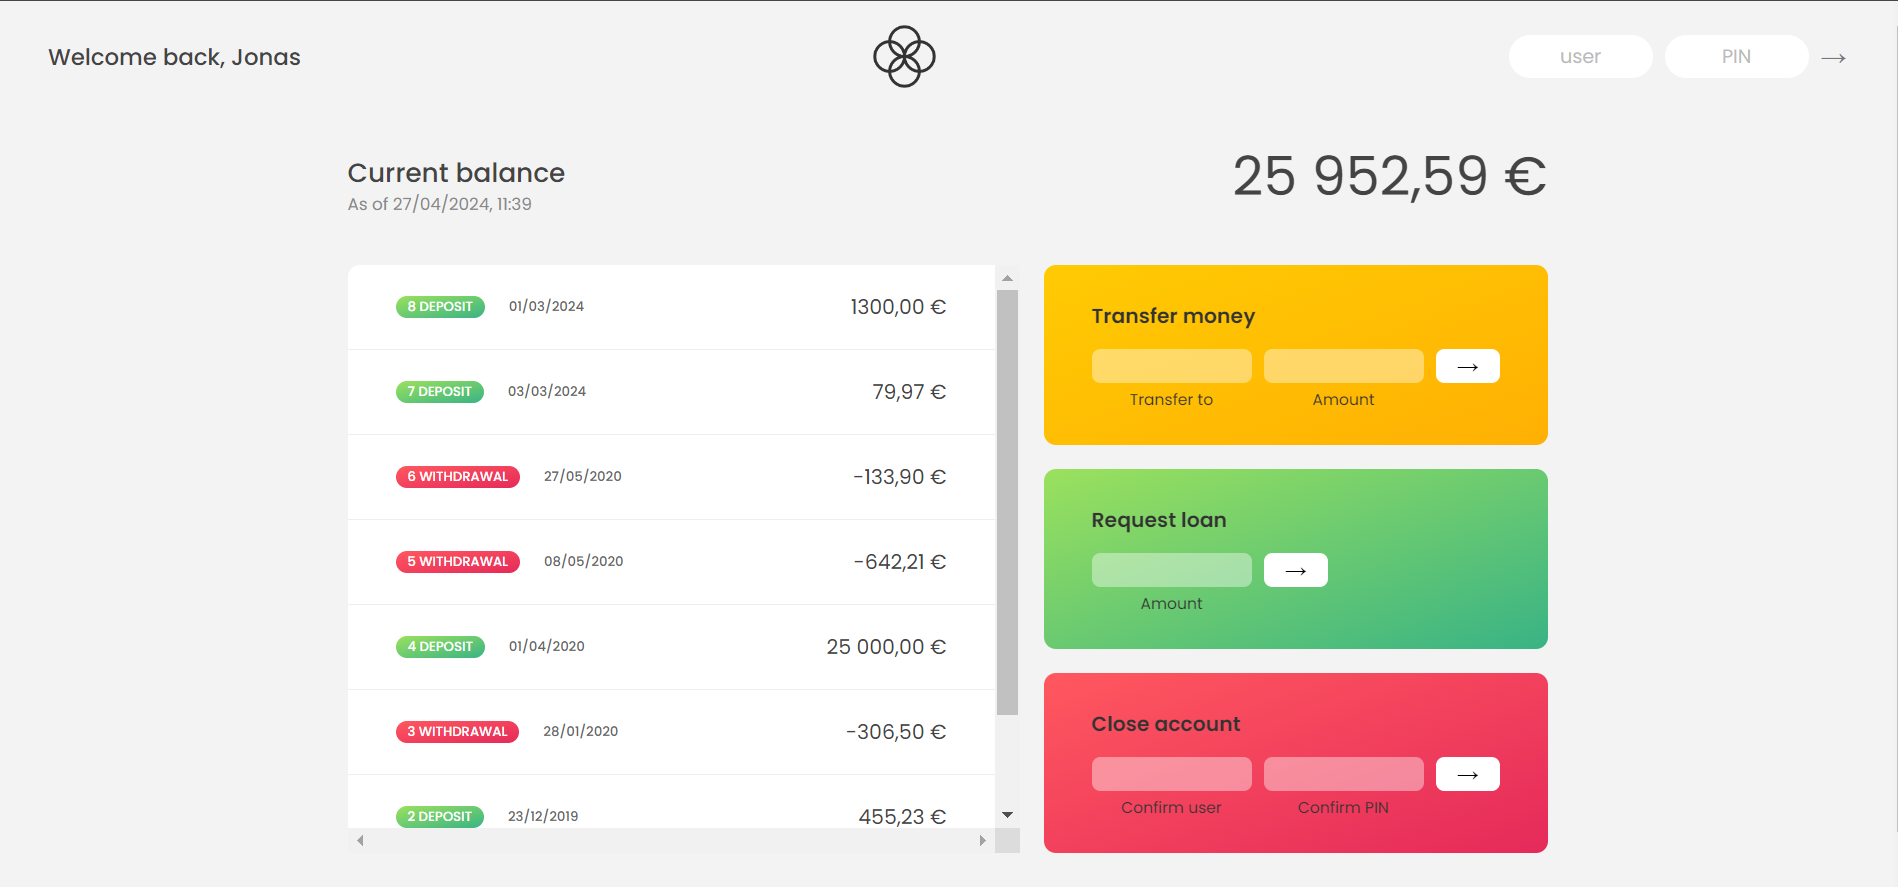 Welcome back, Jonas
user PIN →
Current balance
As of 27/04/2024, 11:39
25 952,59 €
8 DEPOSIT 01/03/2024 1300,00 €
7 DEPOSIT 03/03/2024 79,97 €
6 WITHDRAWAL 27/05/2020 -133,90 €
5 WITHDRAWAL 08/05/2020 -642,21 €
4 DEPOSIT 01/04/2020 25 000,00 €
3 WITHDRAWAL 28/01/2020 -306,50 €
2 DEPOSIT 23/12/2019 455,23 €
Transfer money
→
Transfer to Amount
Request loan
→
Amount
Close account
→
Confirm user Confirm PIN